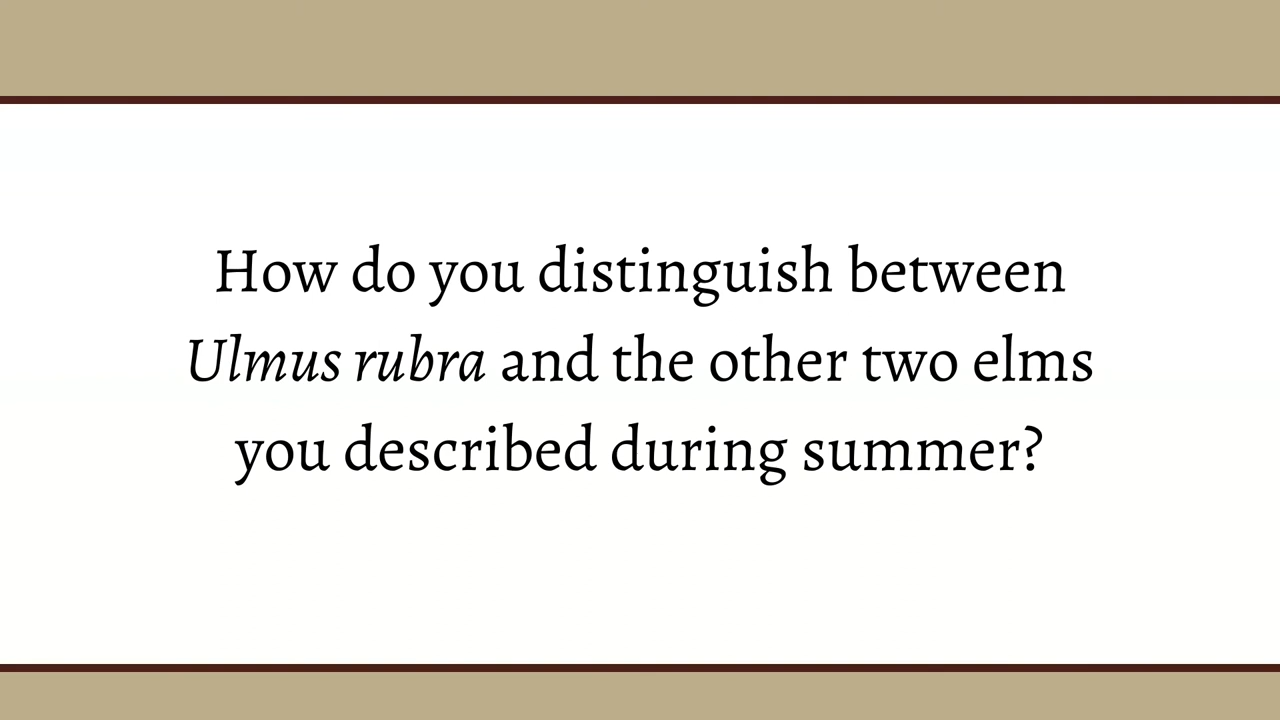 How do you distinguish between
Ulmus rubra and the other two elms
you described during summer?